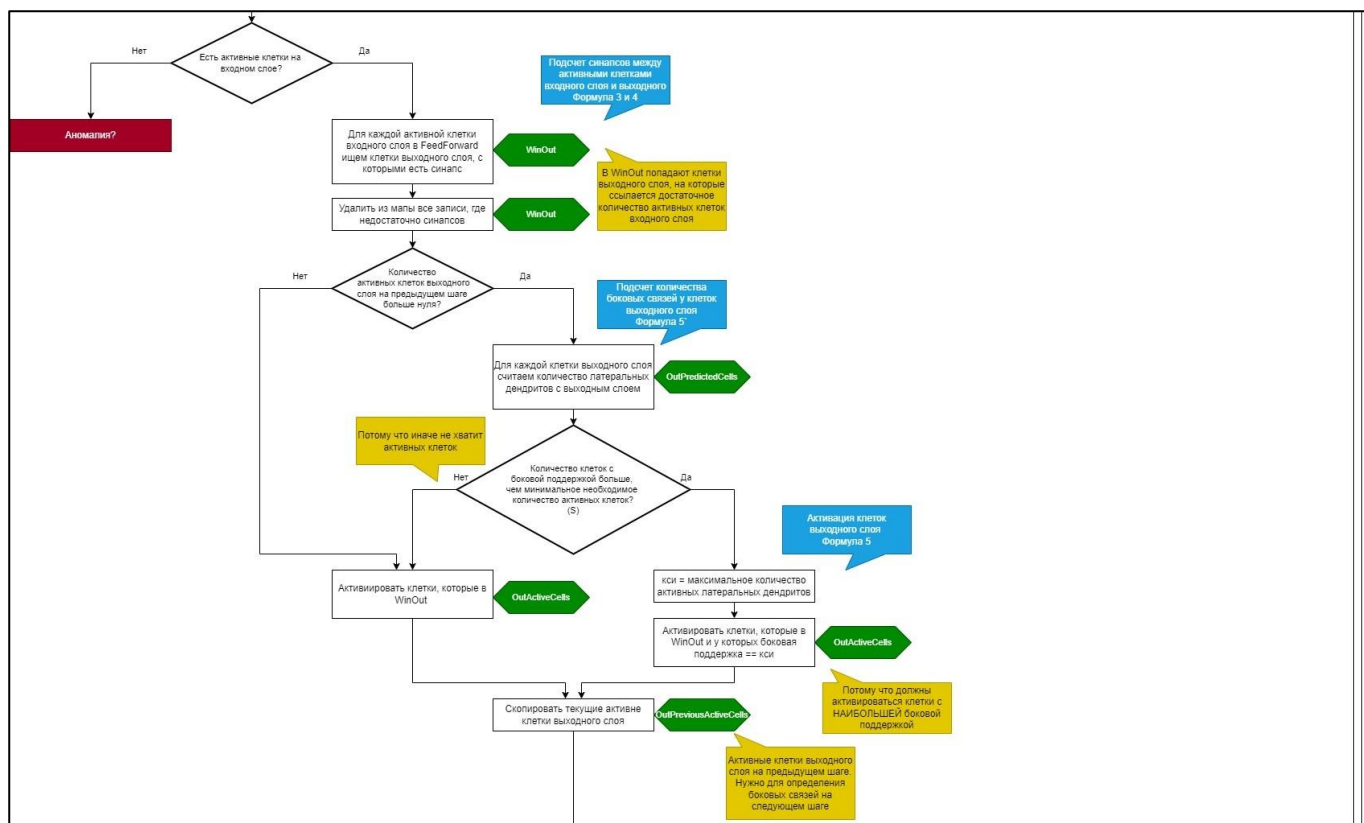 Нет
Да
Есть активные клетки на
входном слое?
Подсчет синапсов между
активными клетками
входного слоя и выходного
Формула 3 и 4
Аномалия?
Для каждой активной клетки
входного слоя в FeedForward
ищем клетки выходного слоя, с
которыми есть синапс
WinOut
В WinOut попадают клетки
выходного слоя, на которые
ссылается достаточное
количество активных клеток
входного слоя
Удалить из мапы все записи, где
недостаточно синапсов
WinOut
Нет
Количество
активных клеток выходного
слоя на предыдущем шаге
больше нуля?
Да
Подсчет количества
боковых связей у клеток
выходного слоя
Формула 5'
Для каждой клетки выходного слоя
считаем количество латеральных
дендритов с выходным слоем
OutPredictedCells
Потому что иначе не хватит
активных клеток
Нет
Количество клеток с
боковой поддержкой больше,
чем минимальное необходимое
количество активных клеток?
(S)
Да
Активация клеток
выходного слоя
Формула 5
Активиировать клетки, которые в
WinOut
OutActiveCells
кси = максимальное количество
активных латеральных дендритов
Активировать клетки, которые в
WinOut и у которых боковая
поддержка == кси
OutActiveCells
Потому что должны
активироваться клетки с
НАИБОЛЬШЕЙ боковой
поддержкой
Скопировать текущие активне
клетки выходного слоя
OutPreviousActiveCells
Активные клетки выходного
слоя на предыдущем шаге.
Нужно для определения
боковых связей на
следующем шаге